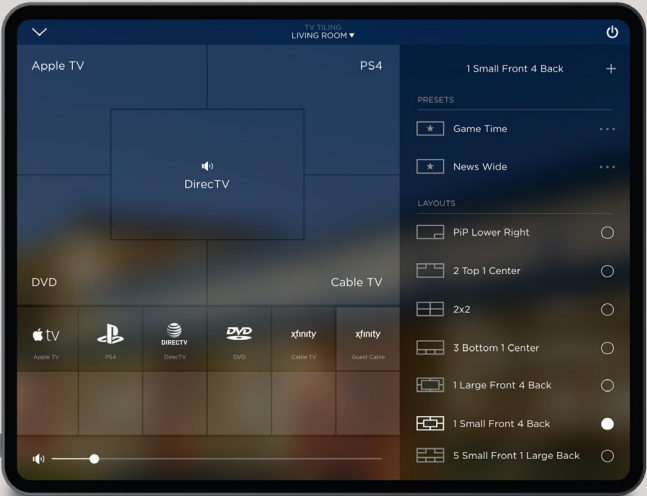 TV TILING
LIVING ROOM ▼
Apple TV
PS4
DirecTV
DVD
Cable TV
tv
DIRECTV
DVD
xfinity
xfinity
Apple TV
PS4
DirecTV
DVD
Cable TV
Guest Cable
1 Small Front 4 Back +
PRESETS
Game Time
News Wide
LAYOUTS
PiP Lower Right
2 Top 1 Center
2x2
3 Bottom 1 Center
1 Large Front 4 Back
1 Small Front 4 Back
5 Small Front 1 Large Back